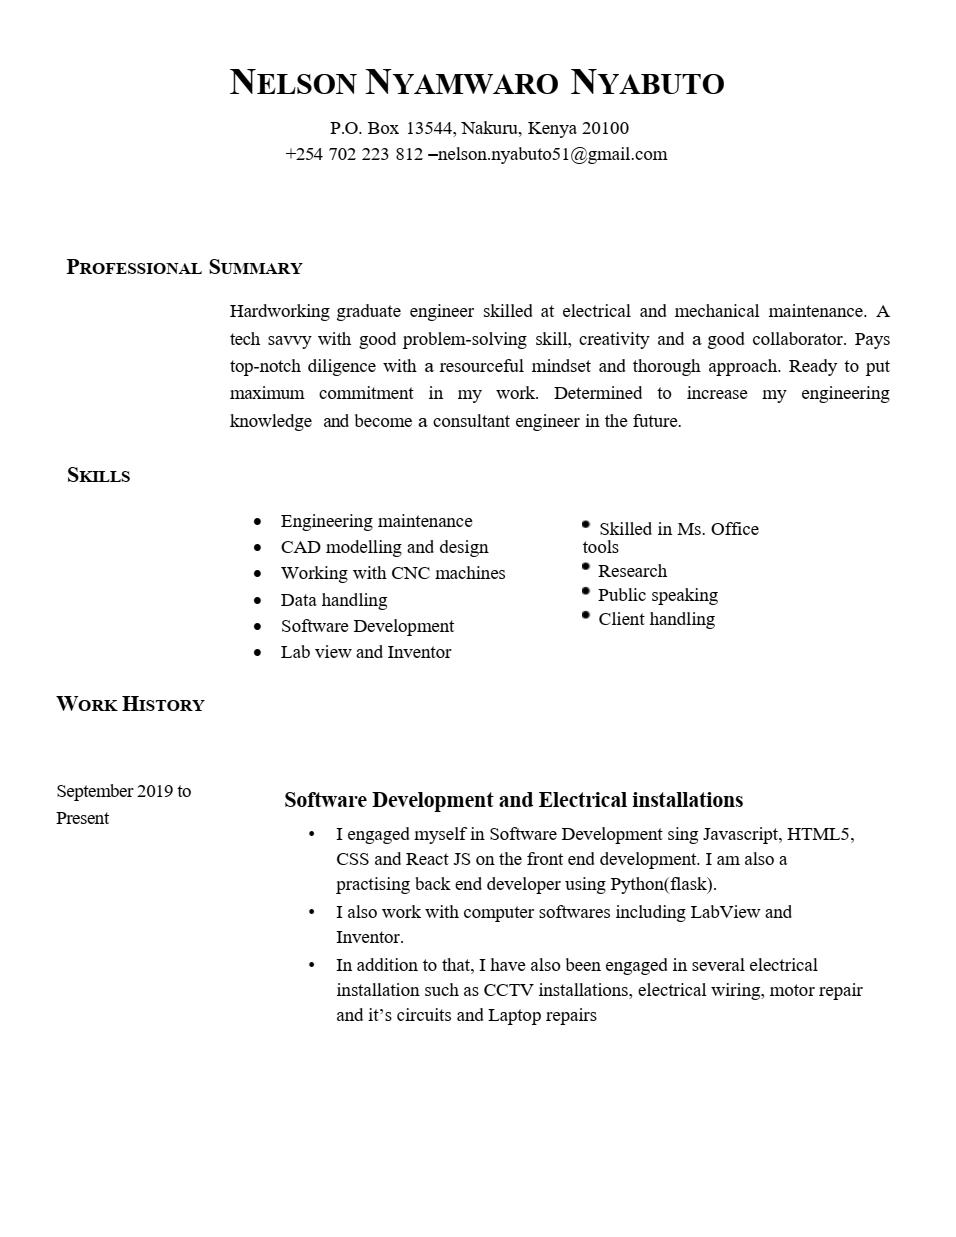 NELSON NYAMWARO NYABUTO
P.O. Box 13544, Nakuru, Kenya 20100
+254 702 223 812 –nelson.nyabuto51@gmail.com
PROFESSIONAL SUMMARY
Hardworking graduate engineer skilled at electrical and mechanical maintenance. A
tech savvy with good problem-solving skill, creativity and a good collaborator. Pays
top-notch diligence with a resourceful mindset and thorough approach. Ready to put
maximum commitment in my work. Determined to increase my engineering
knowledge and become a consultant engineer in the future.
SKILLS
• Engineering maintenance
• CAD modelling and design
• Working with CNC machines
• Data handling
• Software Development
• Lab view and Inventor
• Skilled in Ms. Office
tools
• Research
• Public speaking
• Client handling
WORK HISTORY
September 2019 to
Present
Software Development and Electrical installations
• I engaged myself in Software Development sing Javascript, HTML5,
CSS and React JS on the front end development. I am also a
practising back end developer using Python(flask).
• I also work with computer softwares including LabView and
Inventor.
• In addition to that, I have also been engaged in several electrical
installation such as CCTV installations, electrical wiring, motor repair
and it’s circuits and Laptop repairs